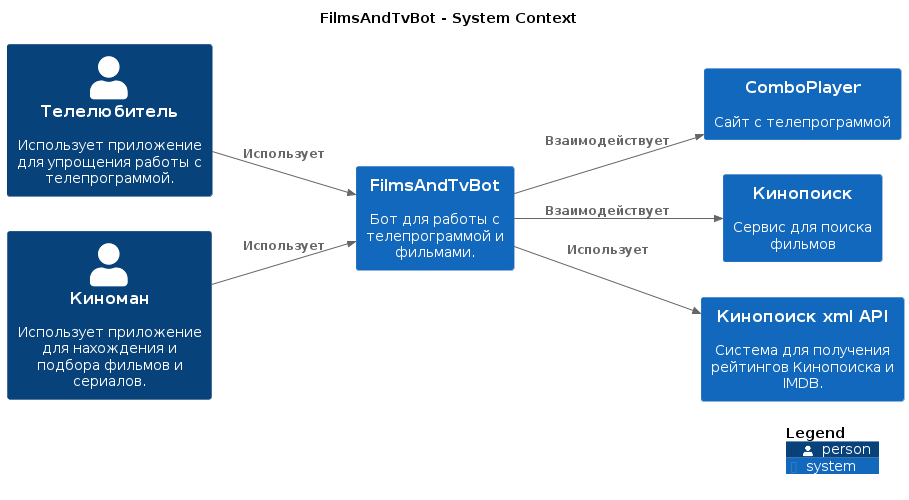 FilmsAndTvBot - System Context
Телелюбитель
Использует приложение
для упрощения работы с
телепрограммой.
Киноман
Использует приложение
для нахождения и
подбора фильмов и
сериалов.
Использует
Использует
FilmsAndTvBot
Бот для работы с
телепрограммой и
фильмами.
Взаимодействует
Взаимодействует
Использует
ComboPlayer
Сайт с телепрограммой
Кинопоиск
Сервис для поиска
фильмов
Кинопоиск xml API
Система для получения
рейтингов Кинопоиска и
IMDB.
Legend
person
system